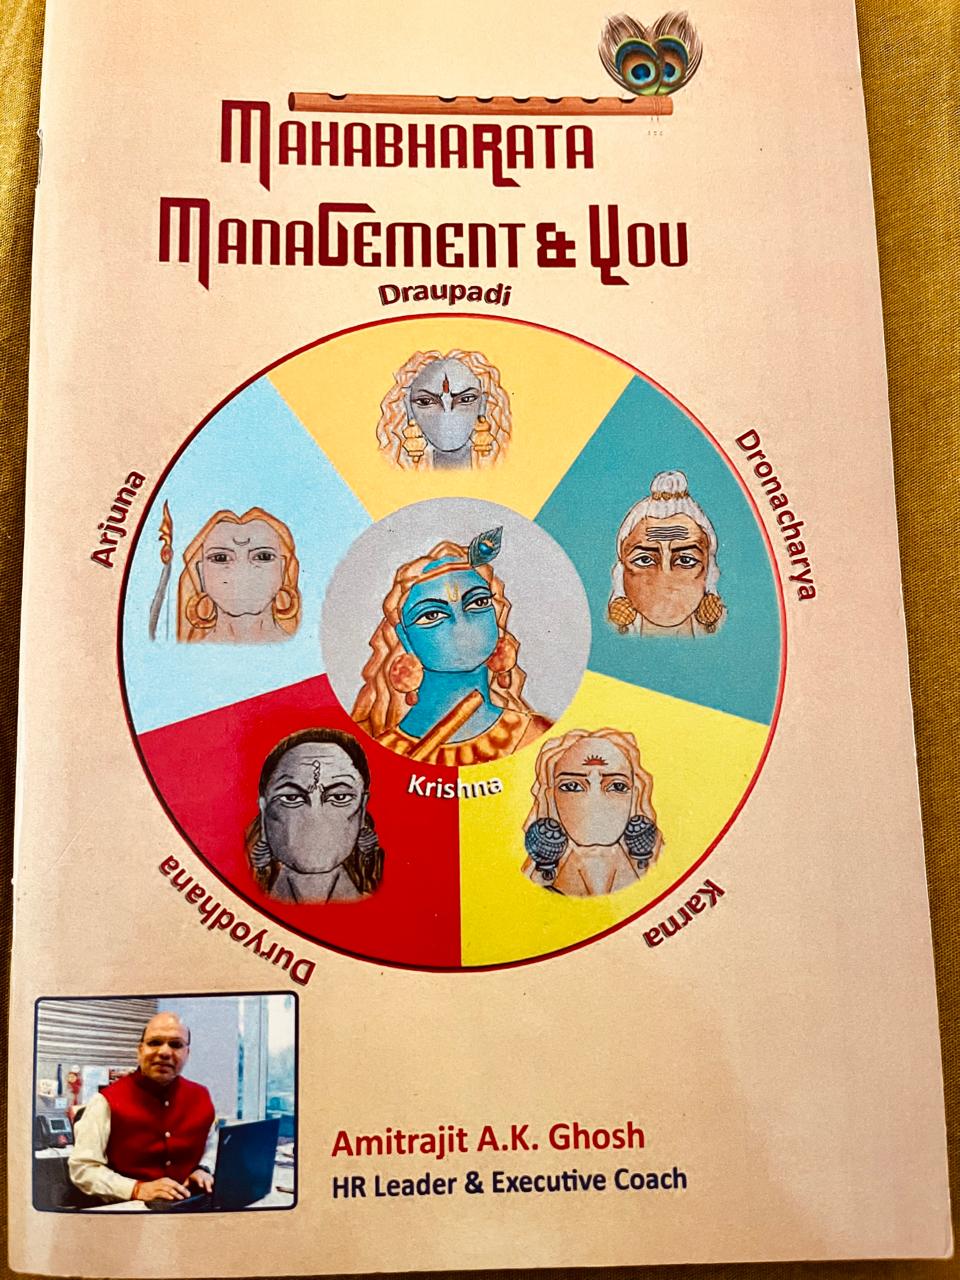 Mahabharata
Management & You
Draupadi
Arjuna
Dronacharya
Krishna
Duryodhana
Karna
Amitrajit A.K. Ghosh
HR Leader & Executive Coach